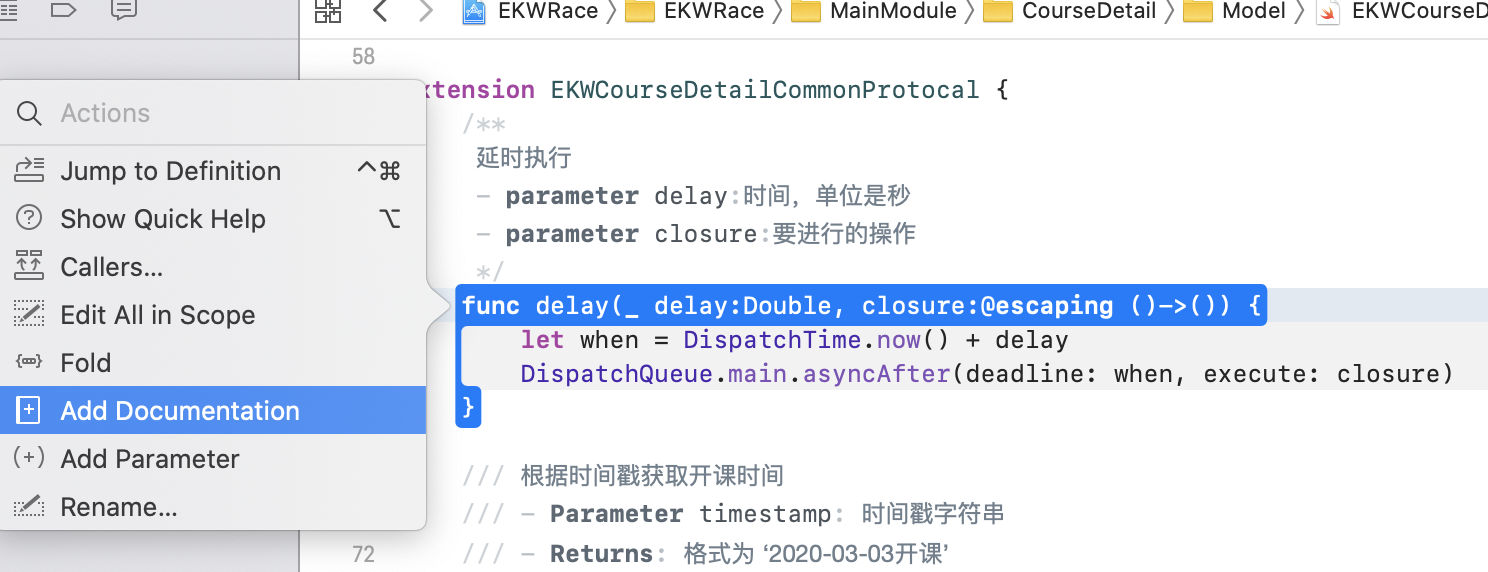 EKWRace 〉 EKWRace 〉 MainModule 〉 CourseDetail 〉 Model 〉 EKWCourseD
58
xtension EKWCourseDetailCommonProtocal {
/**
延时执行
- parameter delay:时间，单位是秒
- parameter closure:要进行的操作
*/
func delay(_ delay:Double, closure:@escaping ()->()) {
let when = DispatchTime.now() + delay
DispatchQueue.main.asyncAfter(deadline: when, execute: closure)
}
/// 根据时间戳获取开课时间
/// - Parameter timestamp: 时间戳字符串
72 /// - Returns: 格式为 ‘2020-03-03开课’
Actions
Jump to Definition ^⌘
Show Quick Help ⌥
Callers...
Edit All in Scope
Fold
Add Documentation
Add Parameter
Rename...